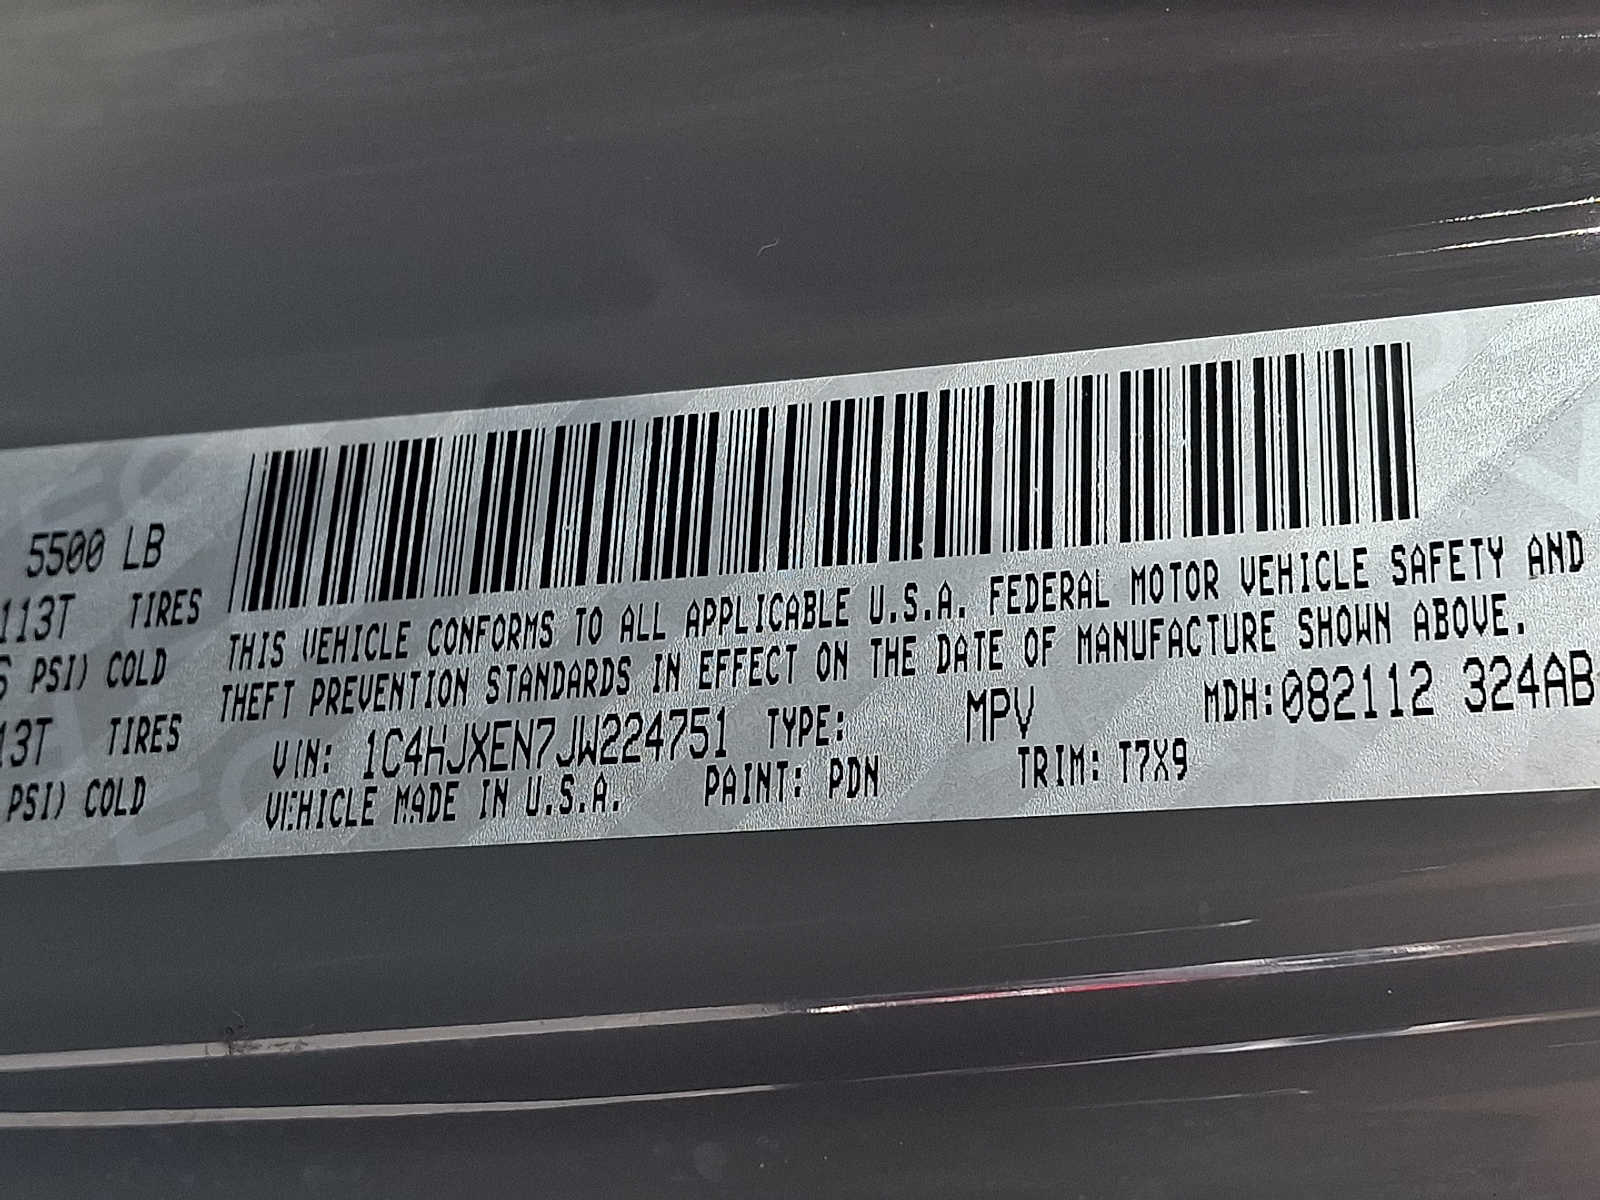 5500 LB
113T TIRES
PSI) COLD
13T TIRES
PSI) COLD
THIS VEHICLE CONFORMS TO ALL APPLICABLE U.S.A. FEDERAL MOTOR VEHICLE SAFETY AND
THEFT PREVENTION STANDARDS IN EFFECT ON THE DATE OF MANUFACTURE SHOWN ABOVE.
VIN: 1C4HJXEN7JW224751 TYPE: MPV MDH:082112 324AB
VEHICLE MADE IN U.S.A. PAINT: PDN TRIM: T7X9